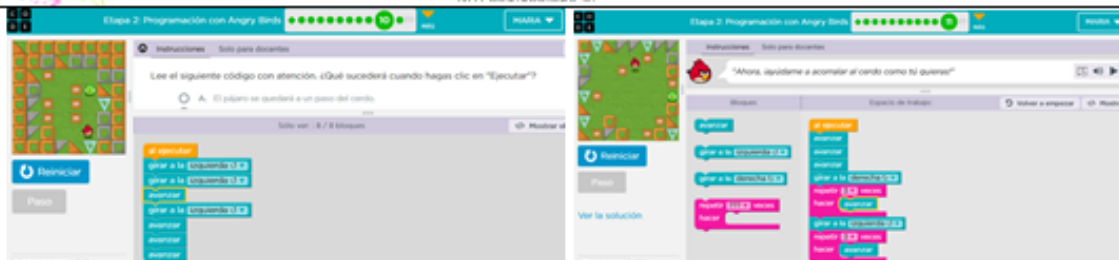 Etapa 2: Programación con Angry Birds
10
MÁS
MARIA
Instrucciones
Solo para docentes
Lee el siguiente código con atención. ¿Qué sucederá cuando hagas clic en "Ejecutar"?
A. El pájaro se quedará a un paso del cerdo.
Solo ver : 8 / 8 bloques
Reiniciar
Paso
al ejecutar
girar a la izquierda
girar a la izquierda
avanzar
girar a la izquierda
avanzar
avanzar
avanzar
Etapa 2: Programación con Angry Birds
11
MARIA
Instrucciones
Solo para docentes
"Ahora, ¡ayúdame a acorralar al cerdo como tú quieras!"
Bloques
Espacio de trabajo
Volver a empezar
Reiniciar
Paso
Ver la solución
avanzar
girar a la izquierda
girar a la derecha
repetir veces
hacer
al ejecutar
avanzar
avanzar
avanzar
girar a la derecha
repetir veces
hacer avanzar
girar a la izquierda
repetir veces
hacer avanzar